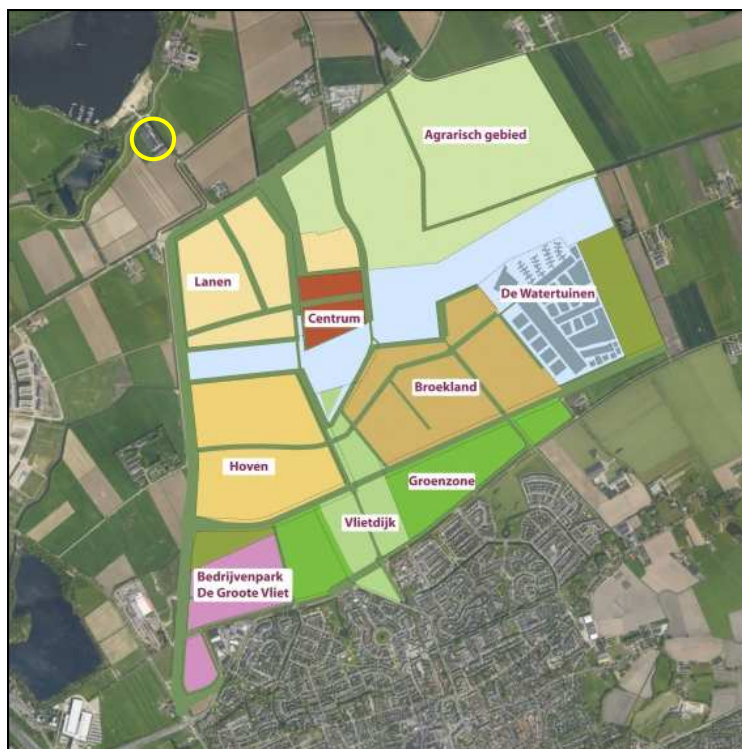 Agrarisch gebied
Lanen
De Watertuinen
Centrum
Broekland
Hoven
Groenzone
Vlietdijk
Bedrijvenpark
De Groote Vliet